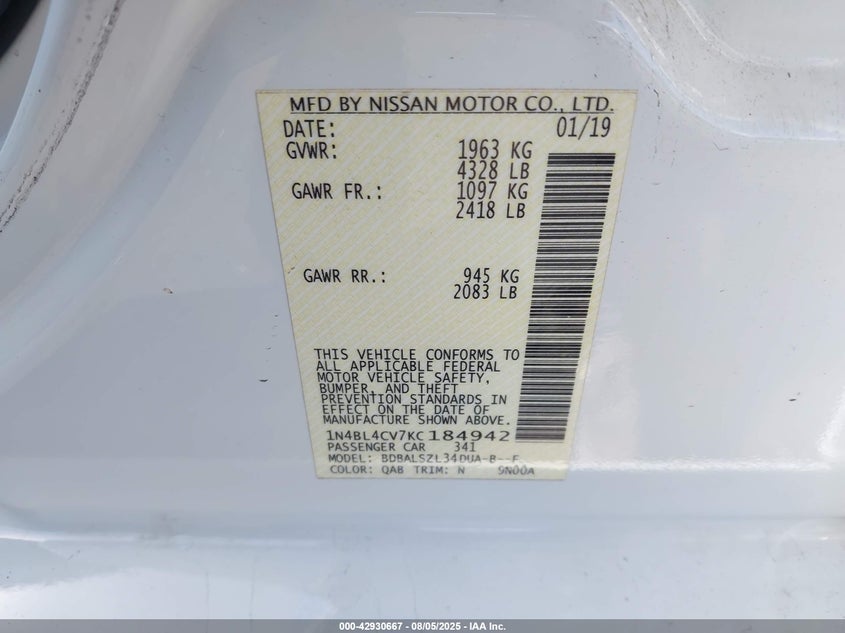 MFD BY NISSAN MOTOR CO., LTD.
DATE: 01/19
GVWR: 1963 KG
4328 LB
GAWR FR.: 1097 KG
2418 LB
GAWR RR.: 945 KG
2083 LB
THIS VEHICLE CONFORMS TO
ALL APPLICABLE FEDERAL
MOTOR VEHICLE SAFETY,
BUMPER, AND THEFT
PREVENTION STANDARDS IN
EFFECT ON THE DATE OF
MANUFACTURE SHOWN ABOVE.
1N4BL4CV7KC184942
PASSENGER CAR 341
MODEL: BDBALSZL34DUA-B--F
COLOR: QAB TRIM: N 9N00A
000-42930667 - 08/05/2025 - IAA Inc.